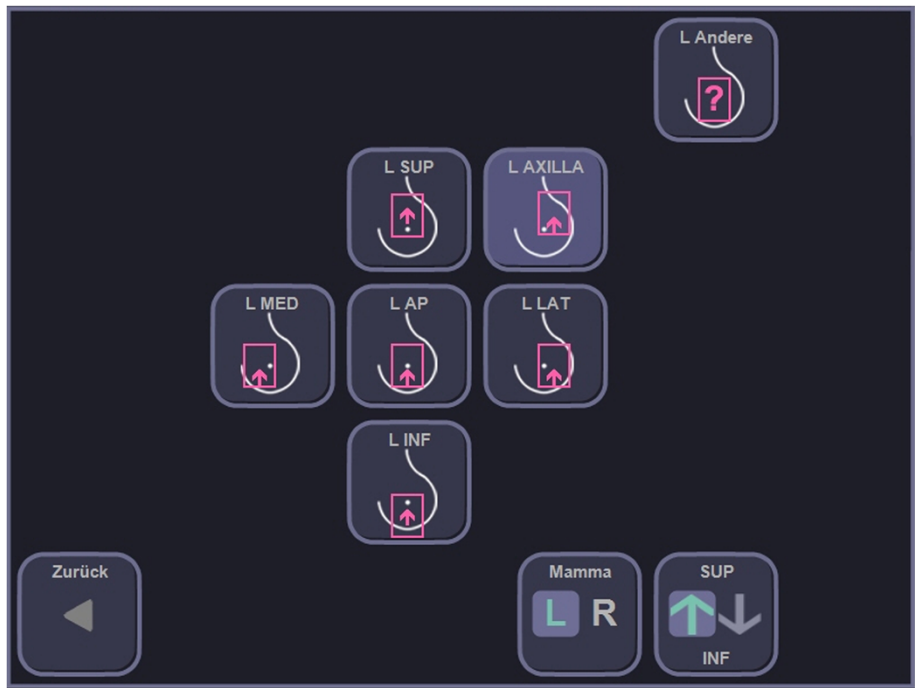 L Andere
?
L SUP
L AXILLA
L MED
L AP
L LAT
L INF
Zurück
Mamma
L R
SUP
INF